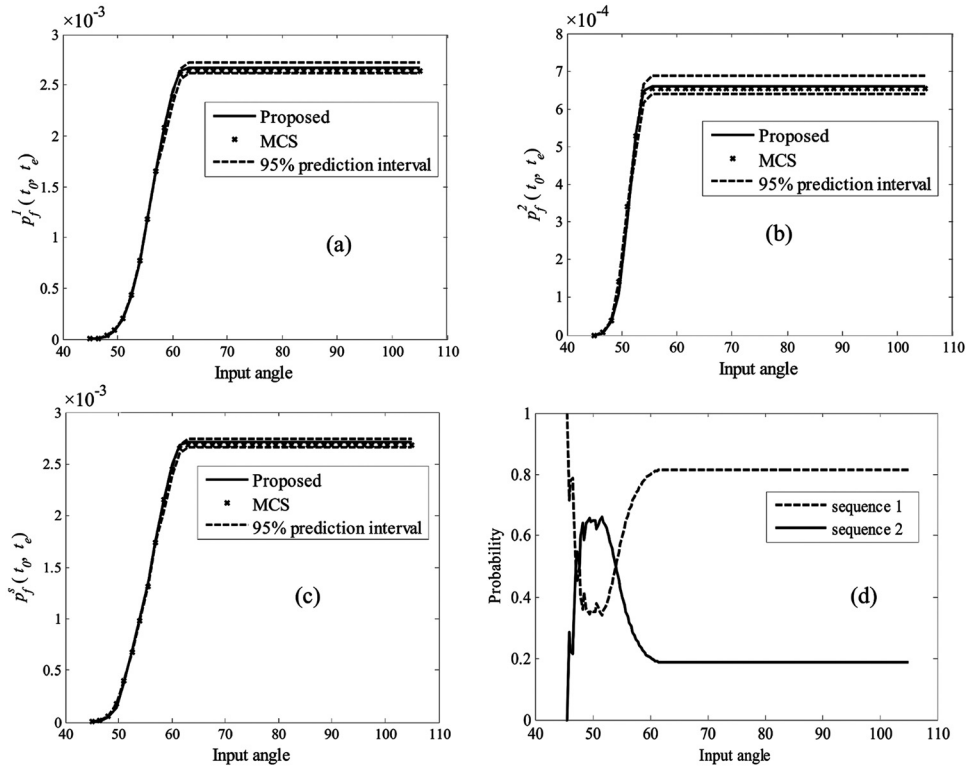 ×10⁻³
3
2.5
2
1.5
1
0.5
0
p_f^1 ( t_0, t_e )
Proposed
MCS
95% prediction interval
(a)
40 50 60 70 80 90 100 110
Input angle
×10⁻⁴
8
7
6
5
4
3
2
1
0
p_f^2 ( t_0, t_e )
Proposed
MCS
95% prediction interval
(b)
40 50 60 70 80 90 100 110
Input angle
×10⁻³
3
2.5
2
1.5
1
0.5
0
p_f^s ( t_0, t_e )
Proposed
MCS
95% prediction interval
(c)
40 50 60 70 80 90 100 110
Input angle
1
0.8
0.6
0.4
0.2
0
Probability
sequence 1
sequence 2
(d)
40 50 60 70 80 90 100 110
Input angle